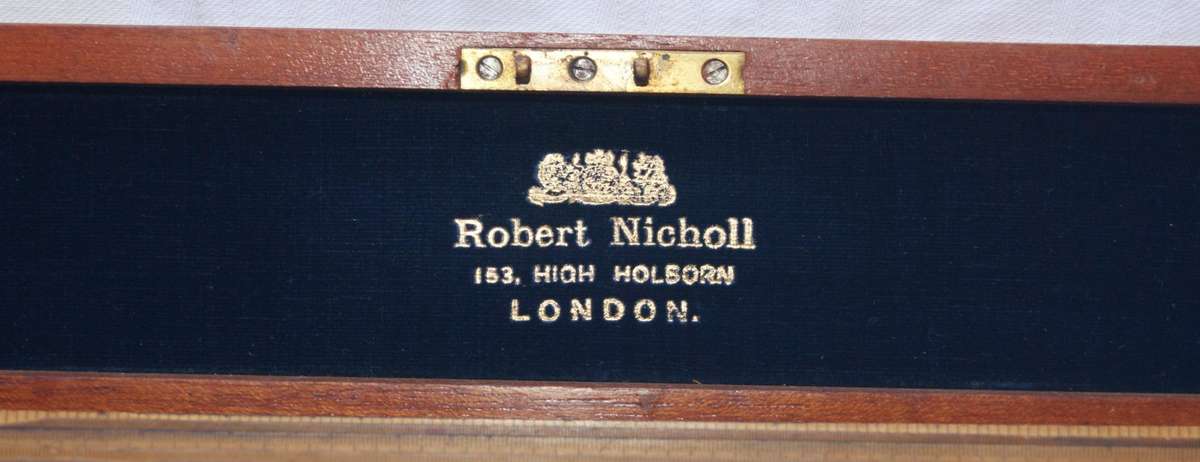 Robert Nicholl
153, HIGH HOLBORN
LONDON.